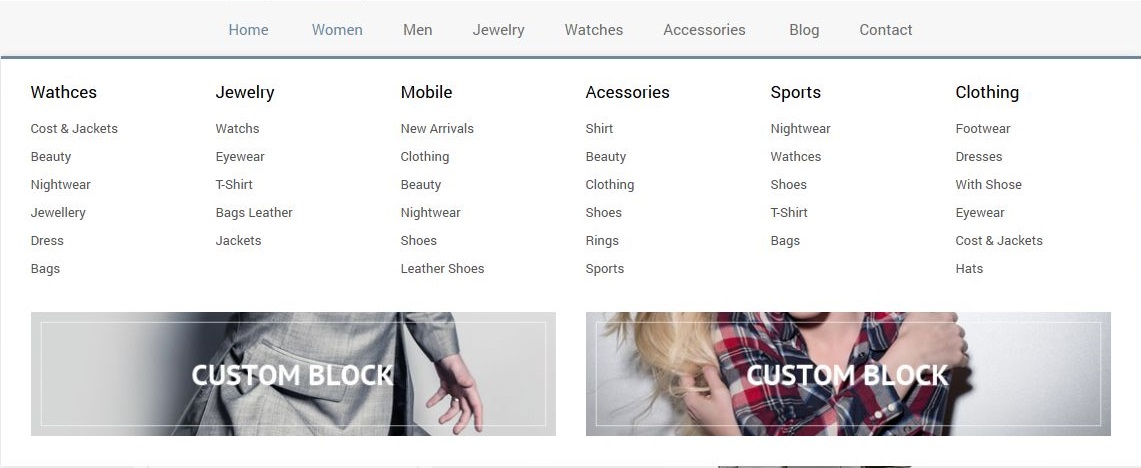 Home Women Men Jewelry Watches Accessories Blog Contact
Wathces
Cost & Jackets
Beauty
Nightwear
Jewellery
Dress
Bags
Jewelry
Watchs
Eyewear
T-Shirt
Bags Leather
Jackets
Mobile
New Arrivals
Clothing
Beauty
Nightwear
Shoes
Leather Shoes
Acessories
Shirt
Beauty
Clothing
Shoes
Rings
Sports
Sports
Nightwear
Wathces
Shoes
T-Shirt
Bags
Clothing
Footwear
Dresses
With Shose
Eyewear
Cost & Jackets
Hats
CUSTOM BLOCK
CUSTOM BLOCK